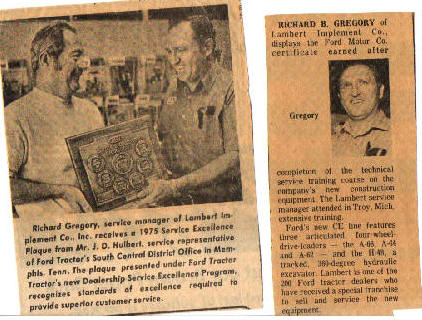 Richard Gregory, service manager of Lambert Im-
plement Co., Inc. receives a 1975 Service Excellence
Plaque from Mr. J. D. Hulbert, service representative
of Ford Tractor's South Central District Office in Mem-
phis, Tenn. The plaque presented under Ford Tractor
Tractor's new Dealership Service Excellence Program,
recognizes standards of excellence required to
provide superior customer service.
RICHARD B. GREGORY of
Lambert Implement Co.,
displays the Ford Motor Co.
certificate earned after
Gregory
completion of the technical
service training course on the
company's new construction
equipment. The Lambert service
manager attended in Troy, Mich.
extensive training.
Ford's new CE line features
three articulated four-wheel-
drive-loaders — the A-66, A-64
and A-62 — and the H-48, a
tracked, 360-degree hydraulic
excavator. Lambert is one of the
200 Ford tractor dealers who
have received a special franchise
to sell and service the new
equipment.